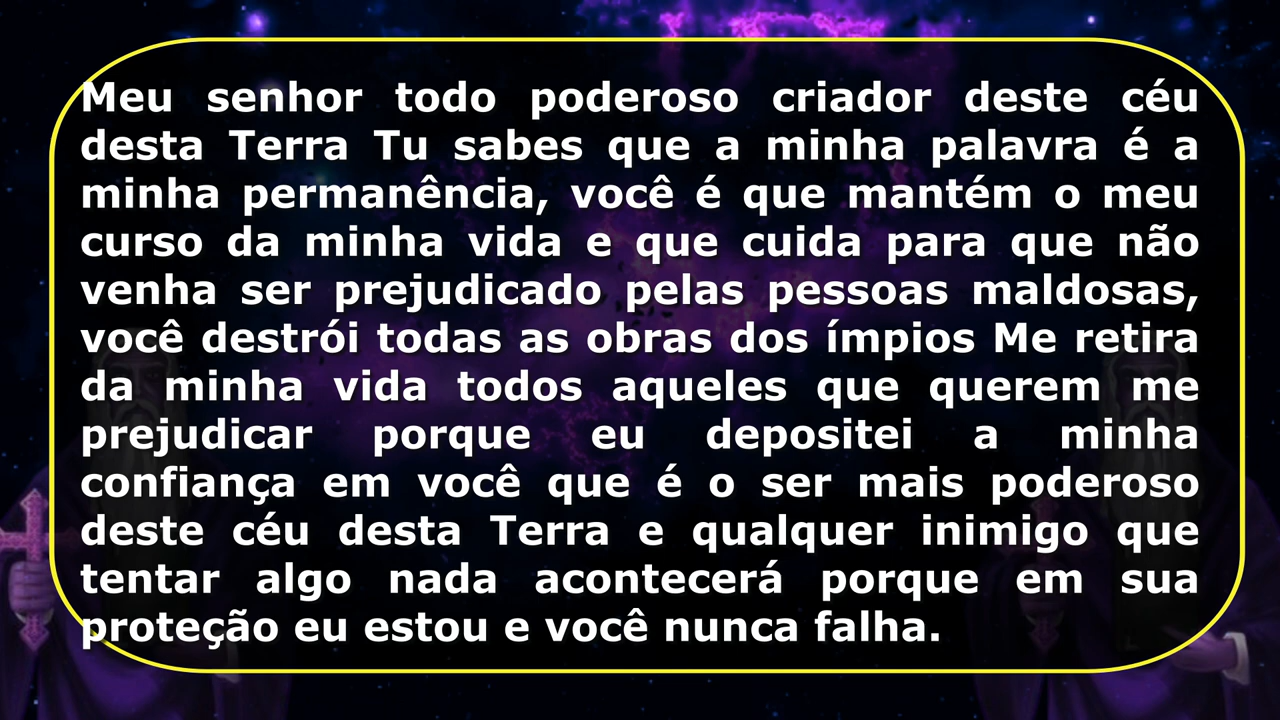 Meu senhor todo poderoso criador deste céu
desta Terra Tu sabes que a minha palavra é a
minha permanência, você é que mantém o meu
curso da minha vida e que cuida para que não
venha ser prejudicado pelas pessoas maldosas,
você destrói todas as obras dos ímpios Me retira
da minha vida todos aqueles que querem me
prejudicar porque eu depositei a minha
confiança em você que é o ser mais poderoso
deste céu desta Terra e qualquer inimigo que
tentar algo nada acontecerá porque em sua
proteção eu estou e você nunca falha.